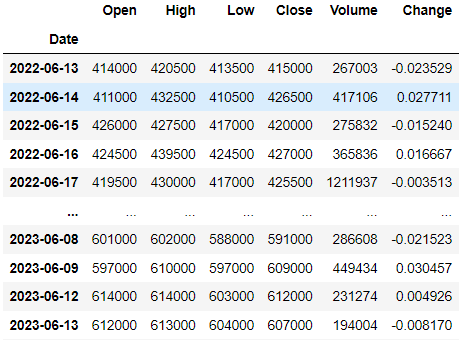 Open High Low Close Volume Change
Date
2022-06-13 414000 420500 413500 415000 267003 -0.023529
2022-06-14 411000 432500 410500 426500 417106 0.027711
2022-06-15 426000 427500 417000 420000 275832 -0.015240
2022-06-16 424500 439500 424500 427000 365836 0.016667
2022-06-17 419500 430000 417000 425500 1211937 -0.003513
... ... ... ... ... ... ...
2023-06-08 601000 602000 588000 591000 286608 -0.021523
2023-06-09 597000 610000 597000 609000 449434 0.030457
2023-06-12 614000 614000 603000 612000 231274 0.004926
2023-06-13 612000 613000 604000 607000 194004 -0.008170